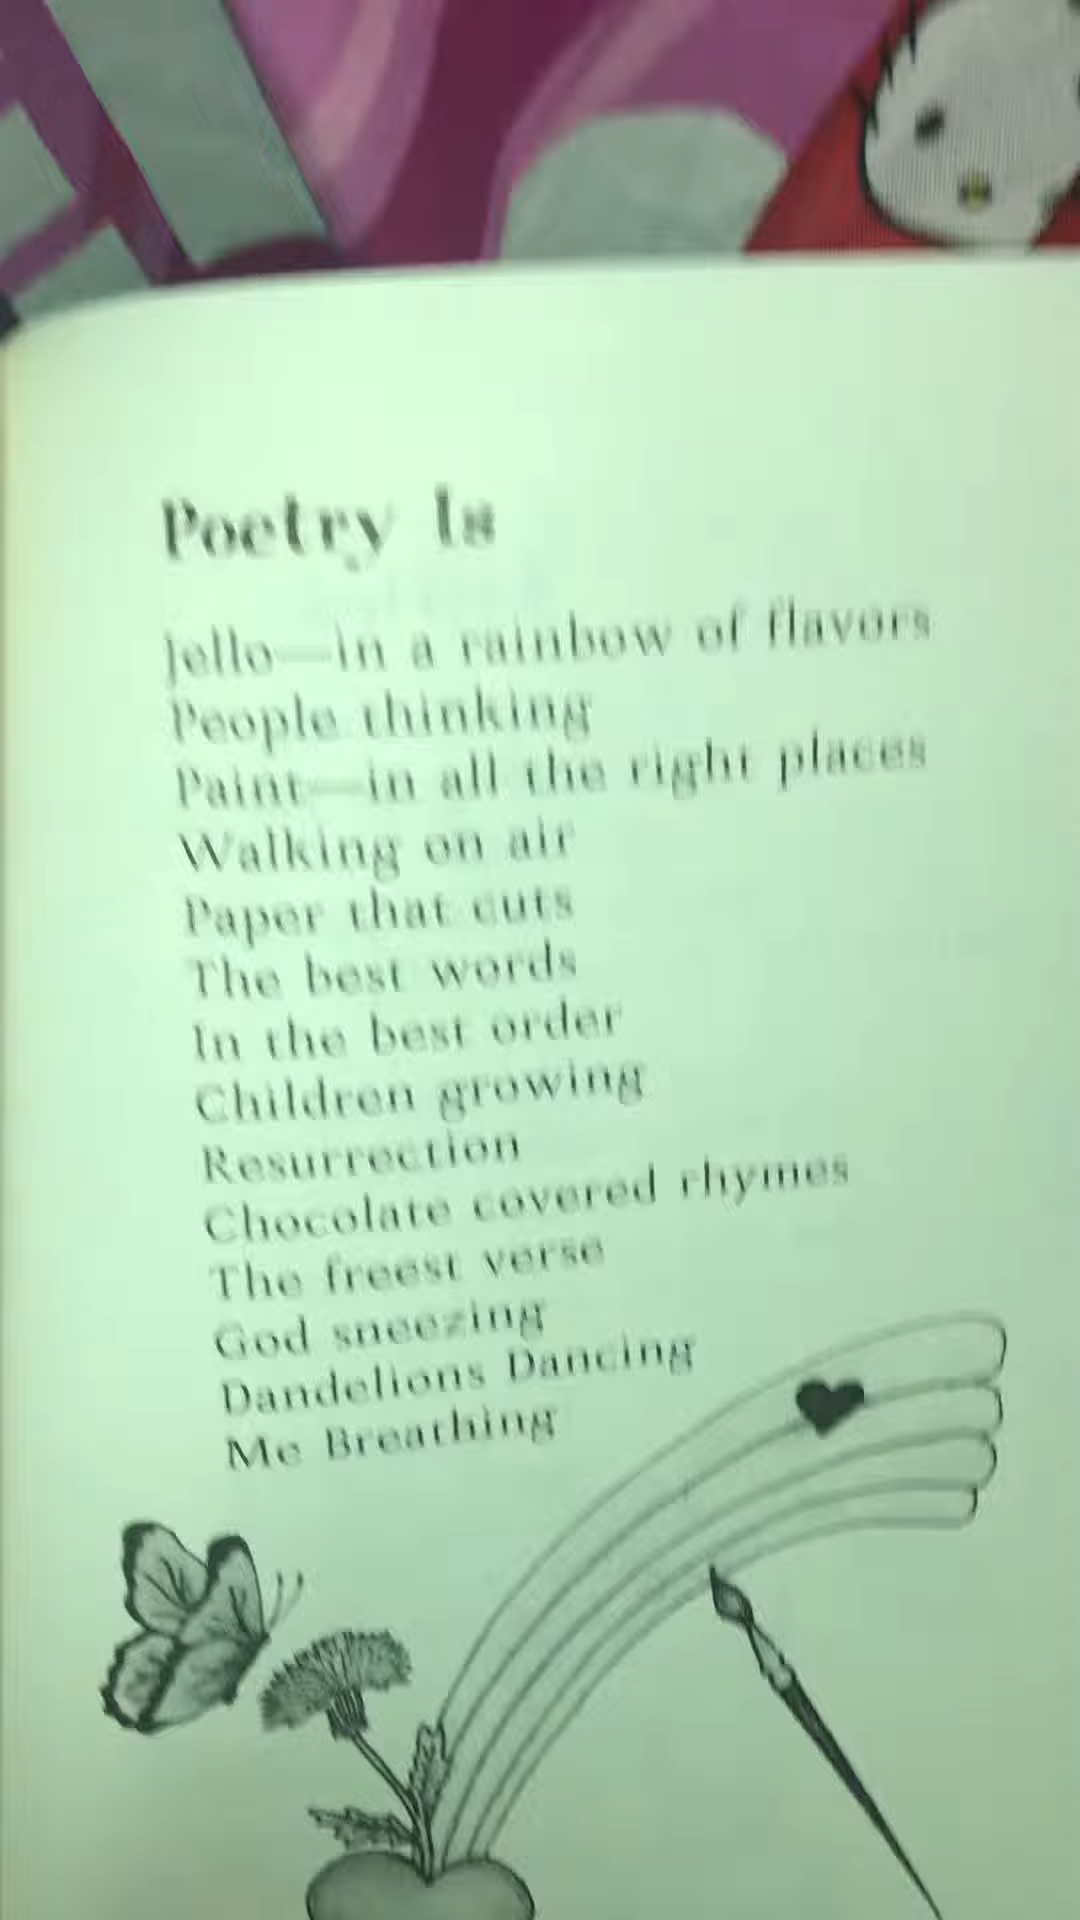 Poetry Is
Jello—in a rainbow of flavors
People thinking
Paint—in all the right places
Walking on air
Paper that cuts
The best words
In the best order
Children growing
Resurrection
Chocolate covered rhymes
The freest verse
God sneezing
Dandelions Dancing
Me Breathing